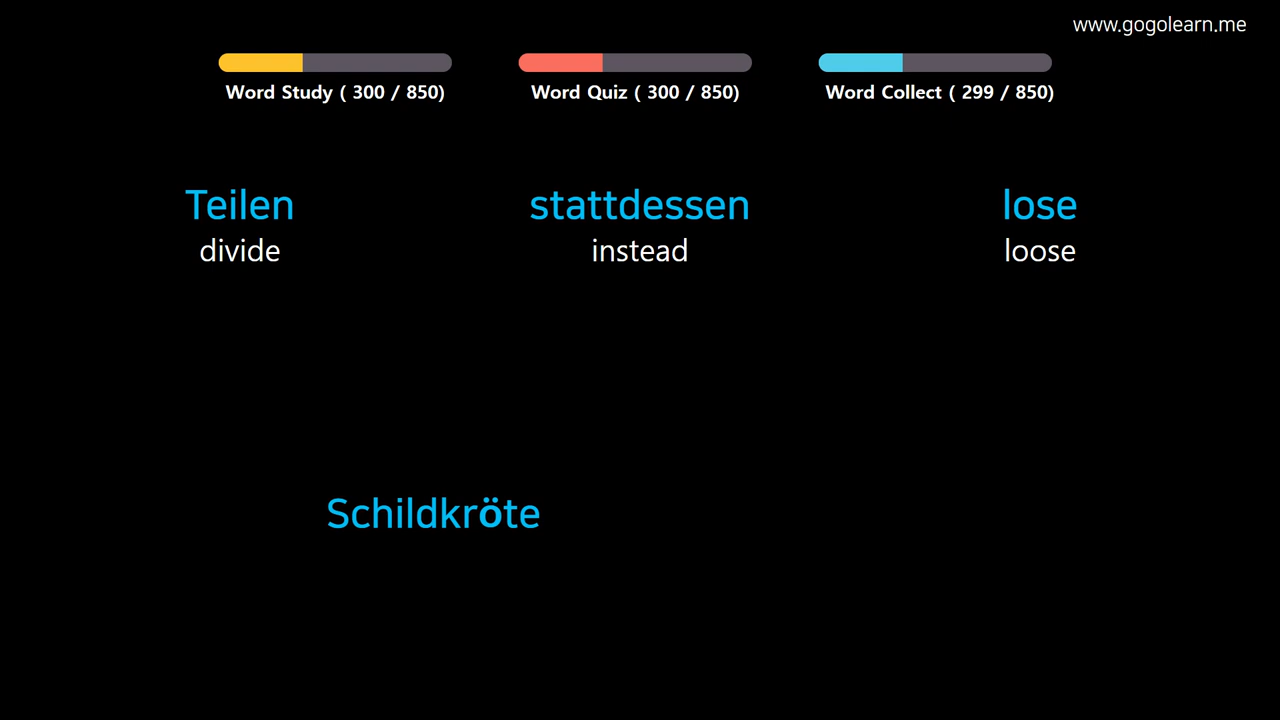 www.gogolearn.me
Word Study ( 300 / 850)
Word Quiz ( 300 / 850)
Word Collect ( 299 / 850)
Teilen
divide
stattdessen
instead
lose
loose
Schildkröte